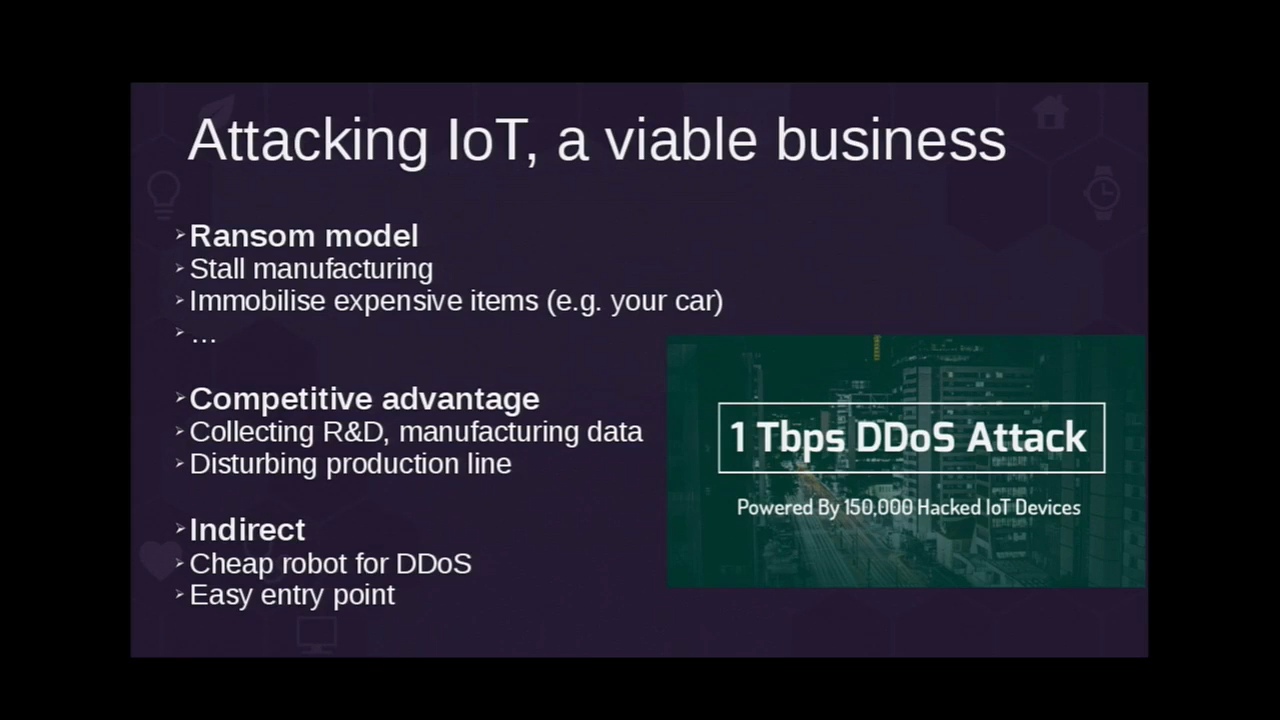 Attacking IoT, a viable business
➢Ransom model
➢Stall manufacturing
➢Immobilise expensive items (e.g. your car)
➢…
➢Competitive advantage
➢Collecting R&D, manufacturing data
➢Disturbing production line
➢Indirect
➢Cheap robot for DDoS
➢Easy entry point
1 Tbps DDoS Attack
Powered By 150,000 Hacked IoT Devices